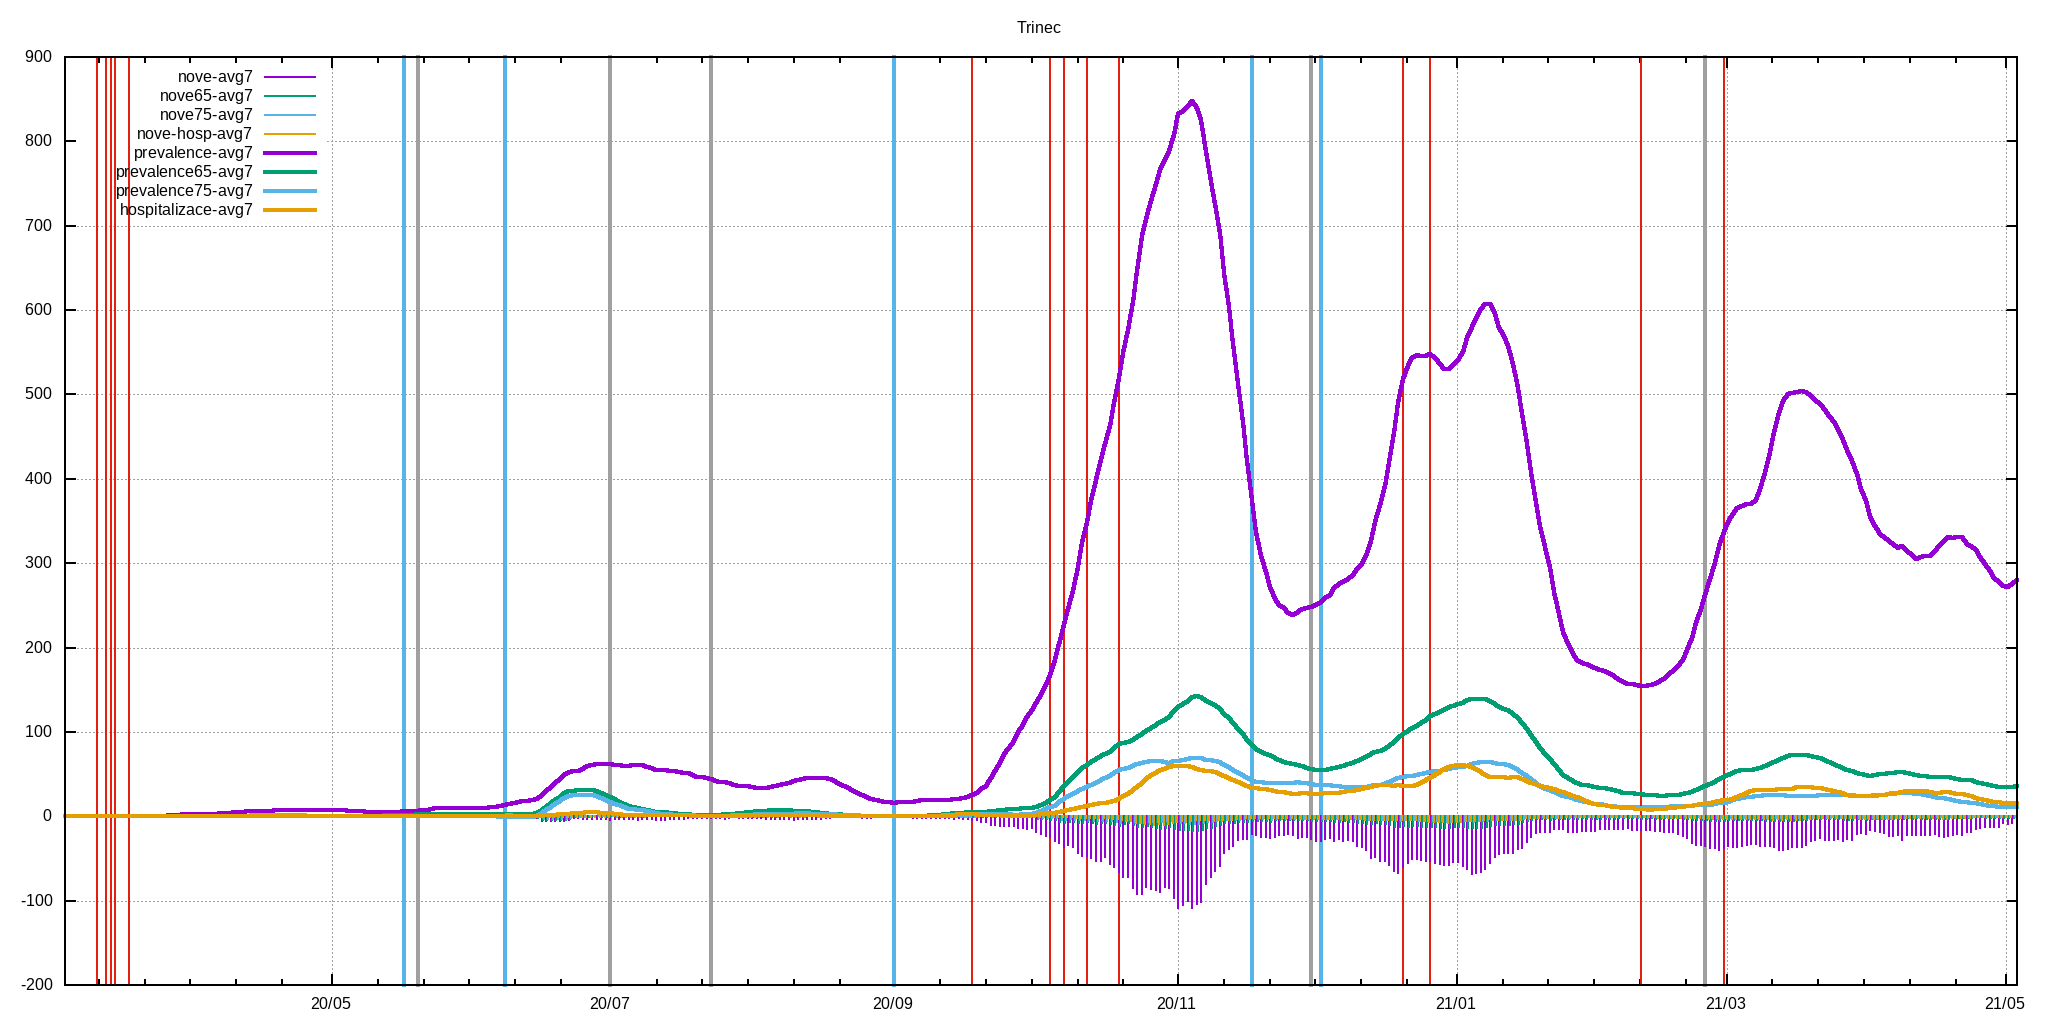 Trinec
900
800
700
600
500
400
300
200
100
0
-100
-200
nove-avg7
nove65-avg7
nove75-avg7
nove-hosp-avg7
prevalence-avg7
prevalence65-avg7
prevalence75-avg7
hospitalizace-avg7
20/05
20/07
20/09
20/11
21/01
21/03
21/05